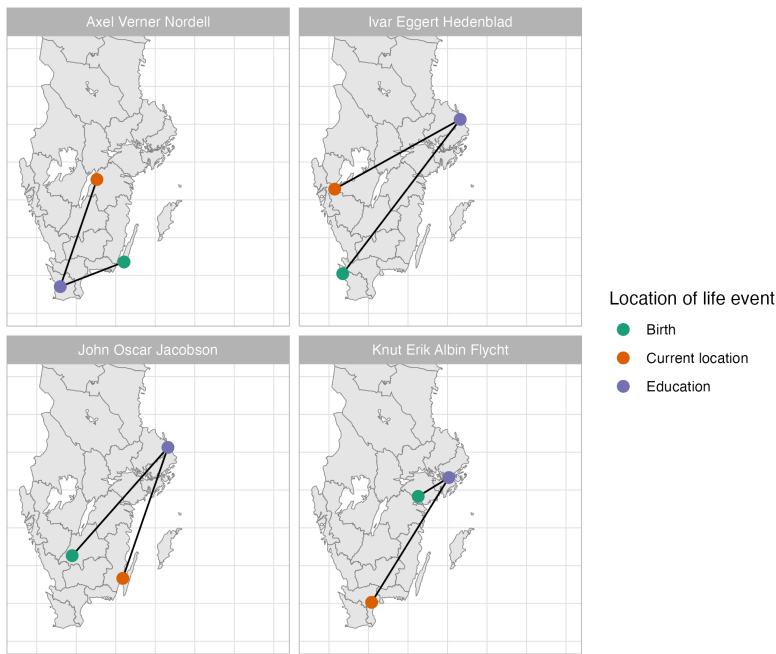 Axel Verner Nordell
Ivar Eggert Hedenblad
John Oscar Jacobson
Knut Erik Albin Flycht
Location of life event
Birth
Current location
Education